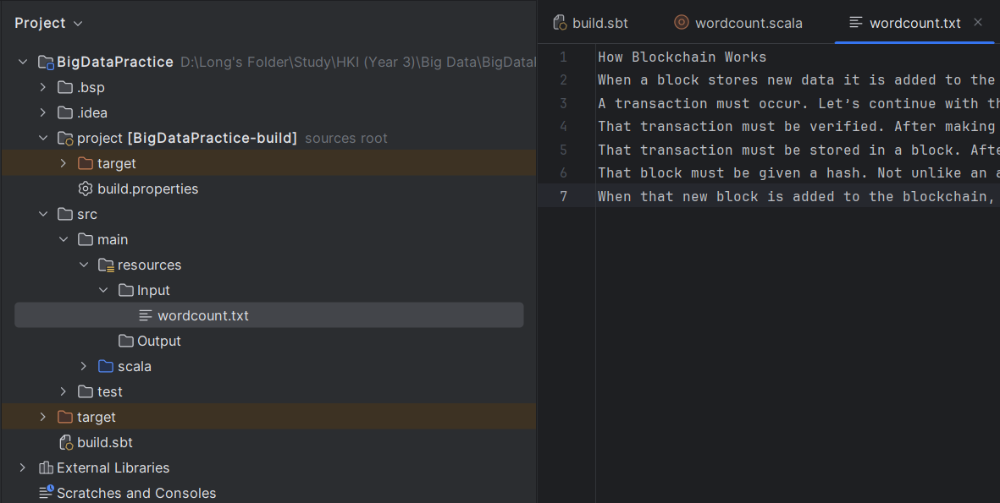 Project
BigDataPractice D:\Long's Folder\Study\HKI (Year 3)\Big Data\BigData
.bsp
.idea
project [BigDataPractice-build] sources root
target
build.properties
src
main
resources
Input
wordcount.txt
Output
scala
test
target
build.sbt
External Libraries
Scratches and Consoles
build.sbt wordcount.scala wordcount.txt
1 How Blockchain Works
2 When a block stores new data it is added to the
3 A transaction must occur. Let’s continue with th
4 That transaction must be verified. After making
5 That transaction must be stored in a block. Afte
6 That block must be given a hash. Not unlike an a
7 When that new block is added to the blockchain,